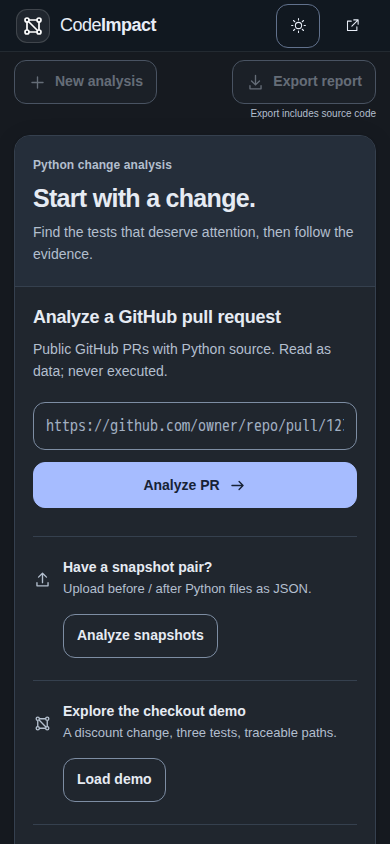 CodeImpact
New analysis
Export report
Export includes source code
Python change analysis
Start with a change.
Find the tests that deserve attention, then follow the
evidence.
Analyze a GitHub pull request
Public GitHub PRs with Python source. Read as
data; never executed.
https://github.com/owner/repo/pull/12
Analyze PR
Have a snapshot pair?
Upload before / after Python files as JSON.
Analyze snapshots
Explore the checkout demo
A discount change, three tests, traceable paths.
Load demo